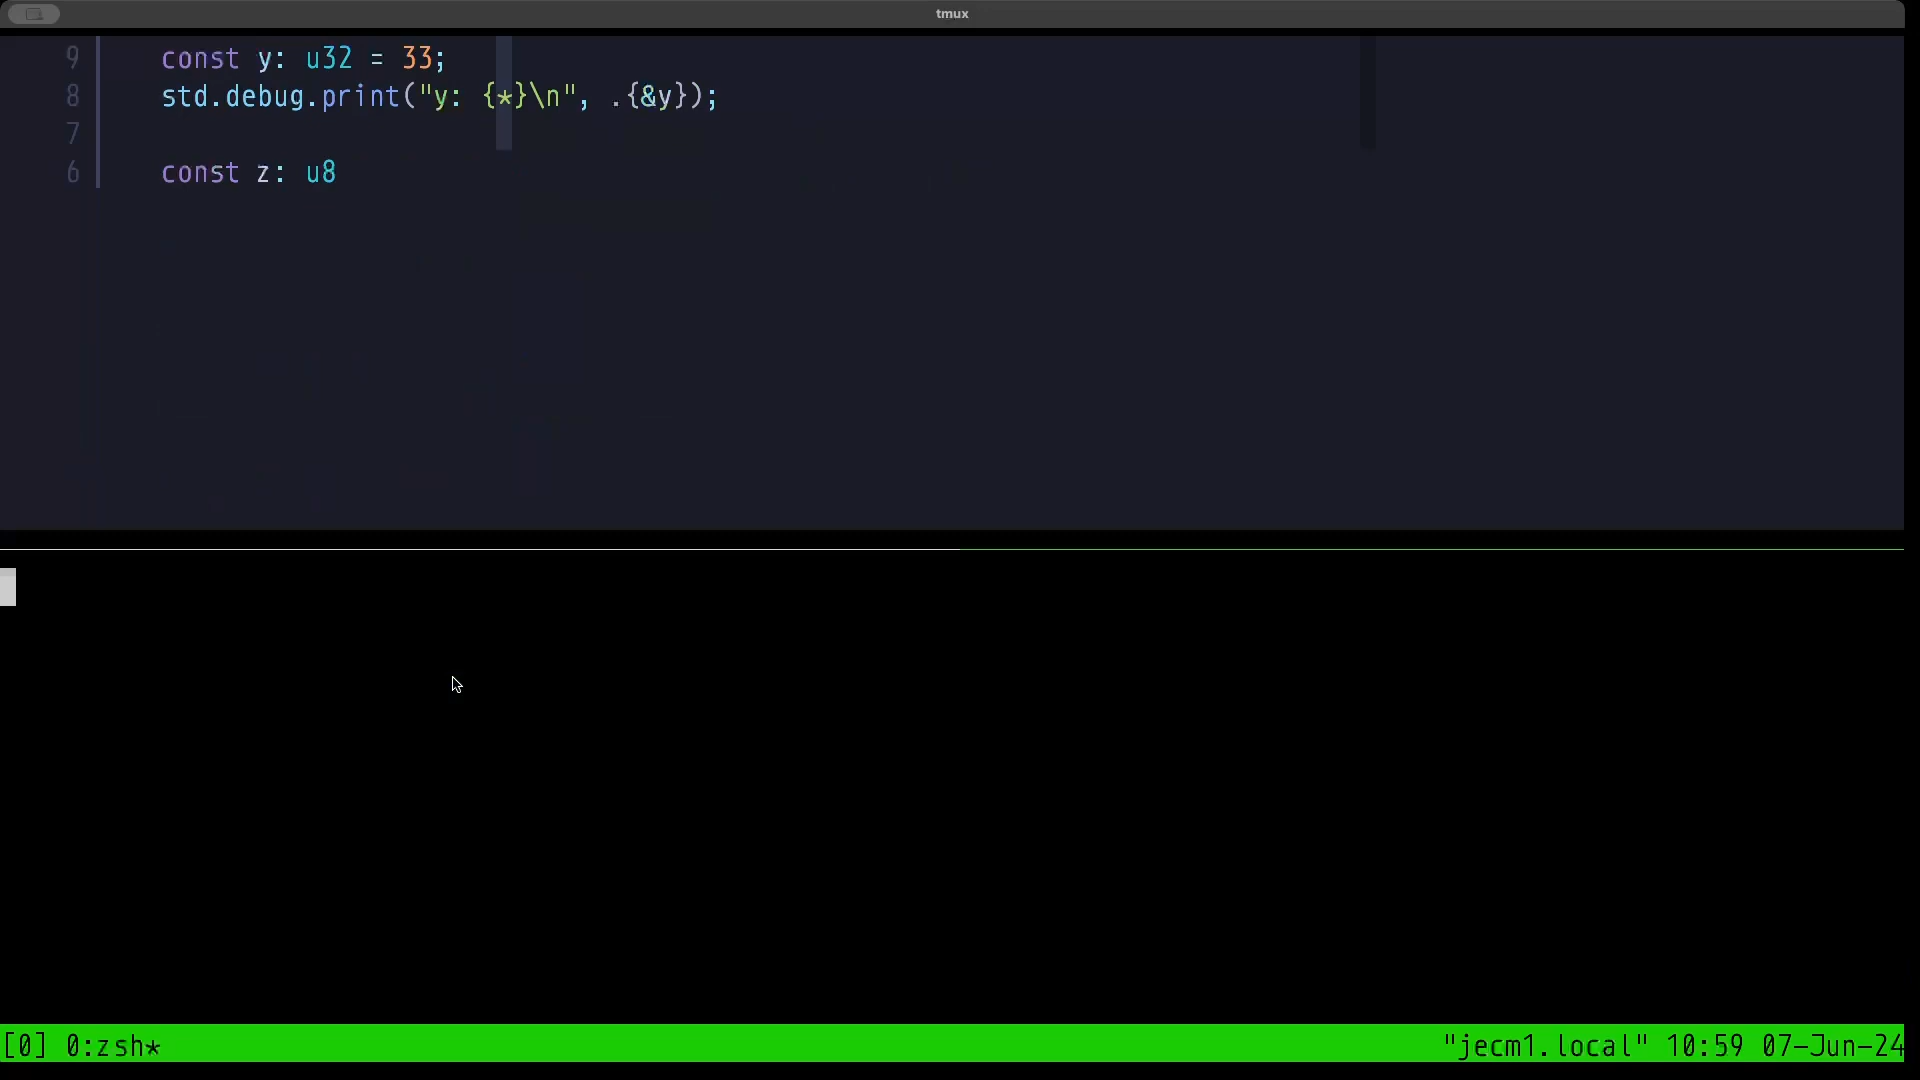 tmux
9 const y: u32 = 33;
8 std.debug.print("y: {*}\n", .{&y});
7
6 const z: u8
[0] 0:zsh* "jecm1.local" 10:59 07-Jun-24